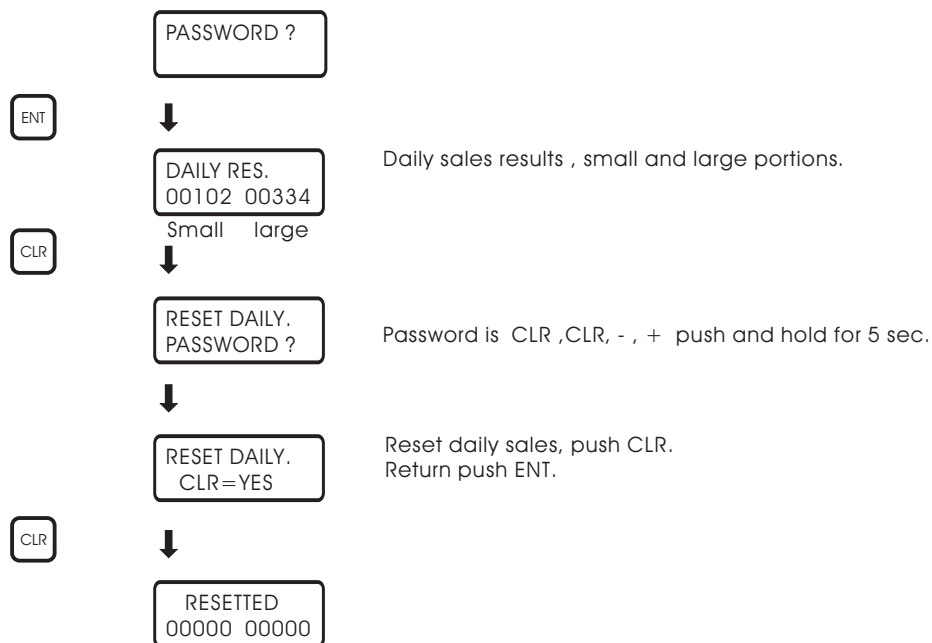 PASSWORD ?
ENT
DAILY RES.
00102 00334
Small large
Daily sales results , small and large portions.
CLR
RESET DAILY.
PASSWORD ?
Password is CLR ,CLR, - , + push and hold for 5 sec.
RESET DAILY.
CLR=YES
Reset daily sales, push CLR.
Return push ENT.
CLR
RESETTED
00000 00000